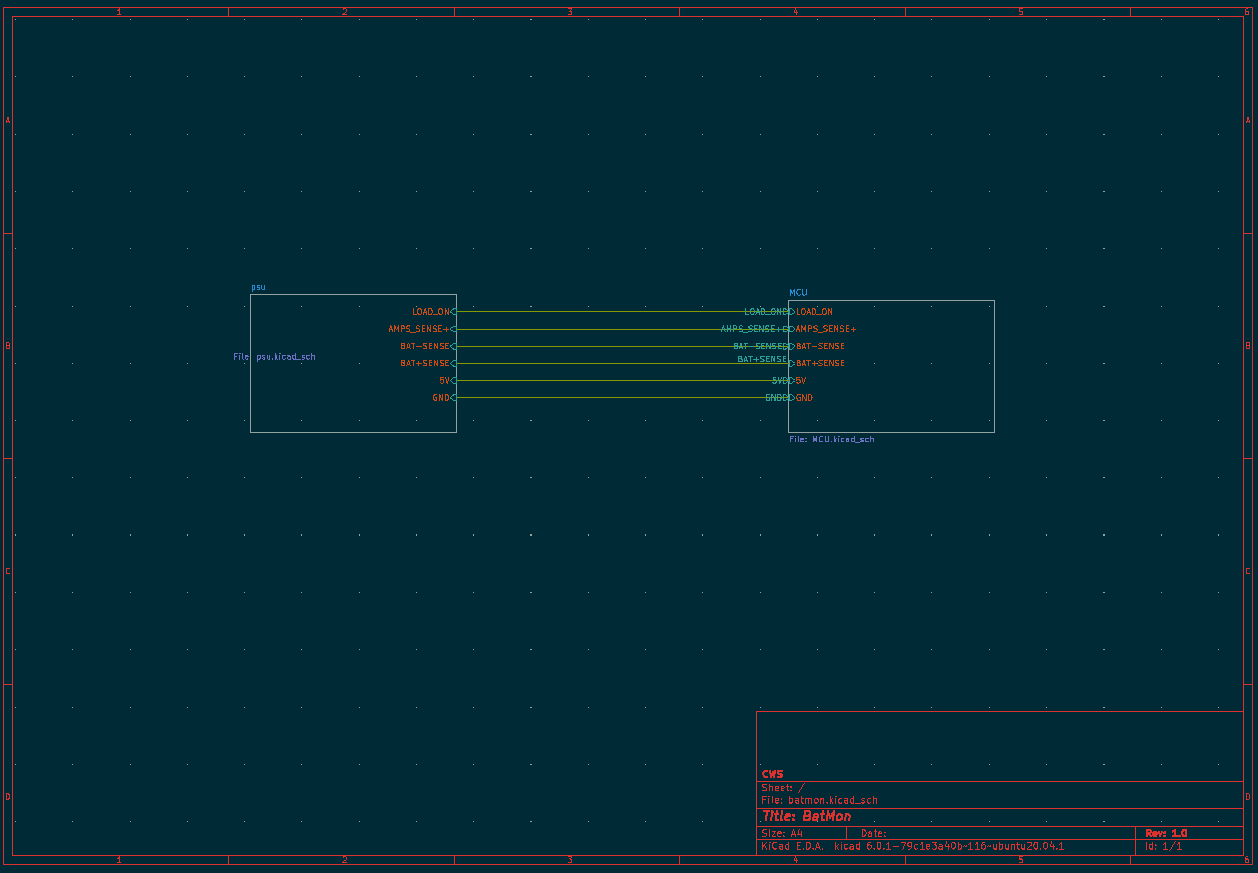 1 2 3 4 5 6
A A
psu MCU
LOAD_ON LOAD_ON LOAD_ON
AMPS_SENSE+ AMPS_SENSE+ AMPS_SENSE+
B BAT-SENSE BAT-SENSE BAT-SENSE B
File: psu.kicad_sch
BAT+SENSE BAT+SENSE BAT+SENSE
5V 5V 5V
GND GND GND
File: MCU.kicad_sch
C C
CWS
Sheet: /
File: batmon.kicad_sch
D D
Title: BatMon
Size: A4 Date: Rev: 1.0
KiCad E.D.A. kicad 6.0.1-79c1e3a40b~116~ubuntu20.04.1 Id: 1/1
1 2 3 4 5 6